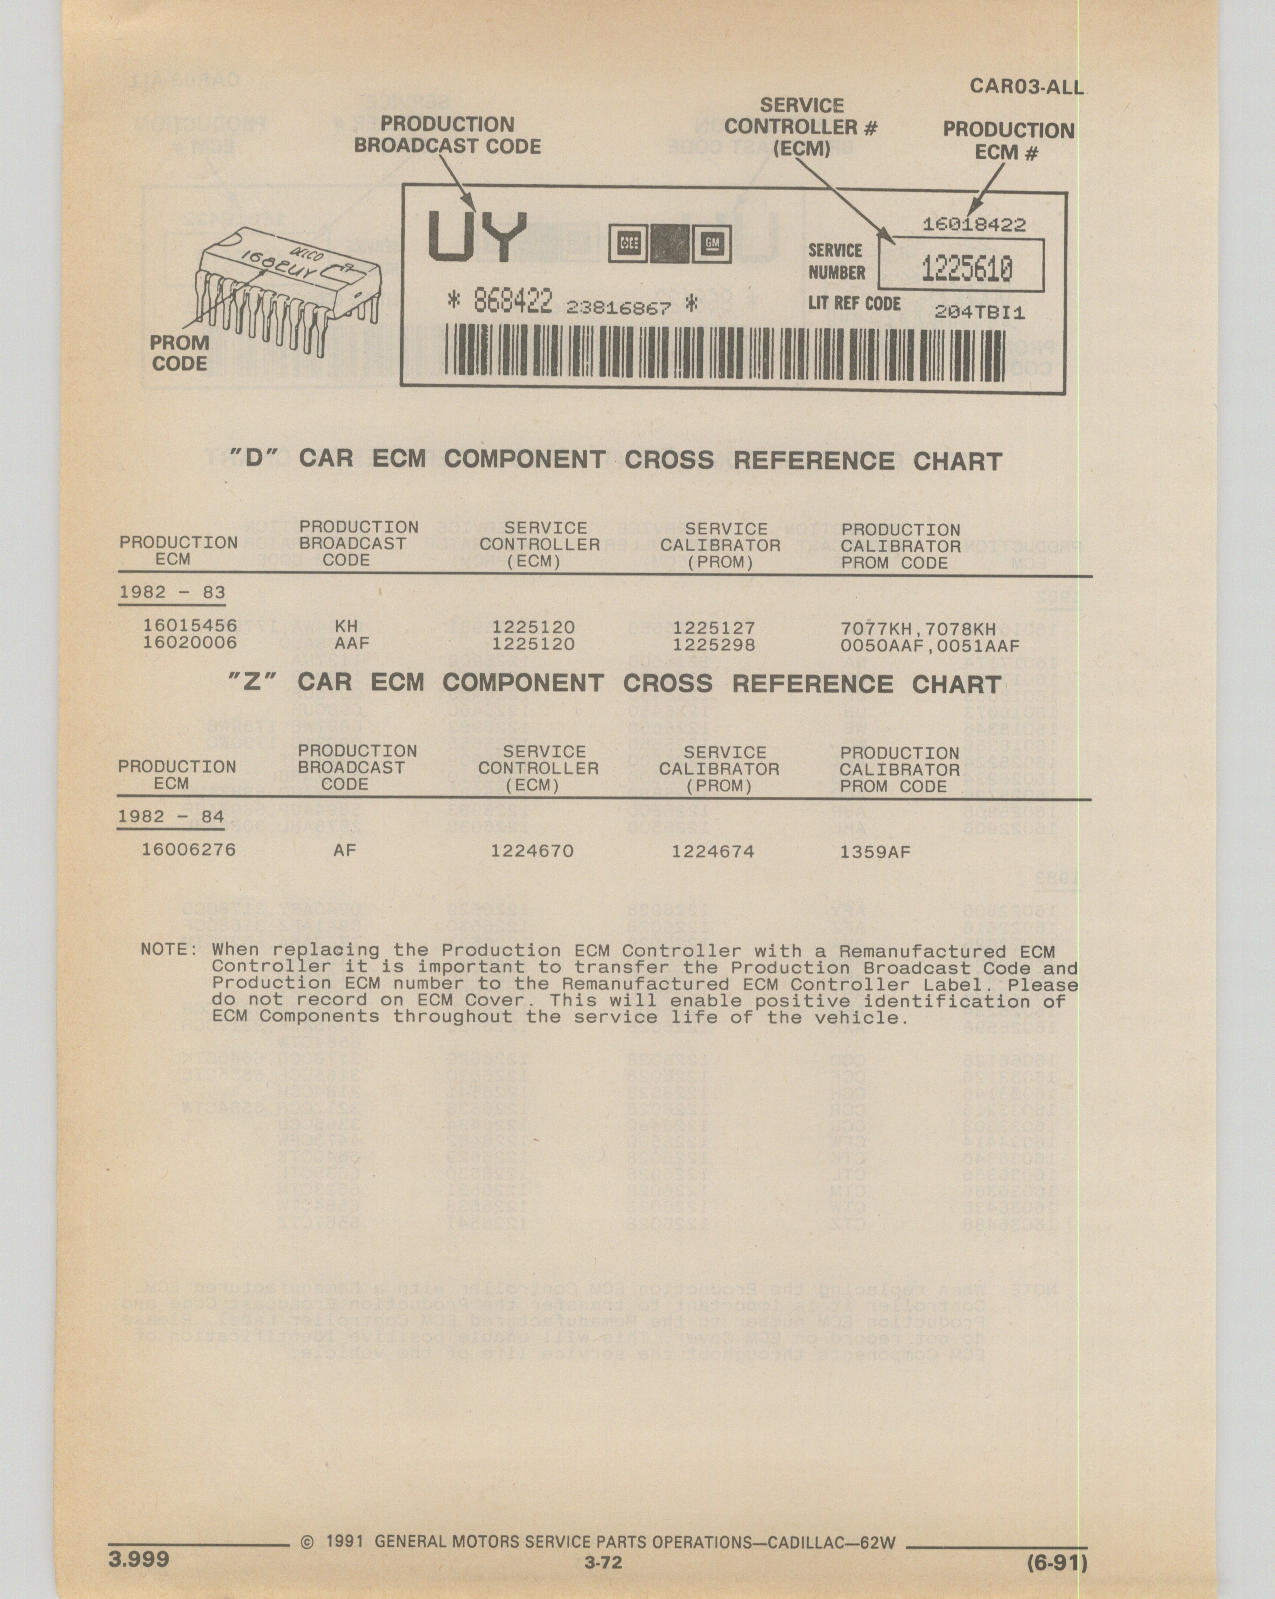 CAR03-ALL
PRODUCTION
BROADCAST CODE
SERVICE
CONTROLLER #
(ECM)
PRODUCTION
ECM #
DELCO
1682UY
PROM
CODE
UY
GM
16018422
SERVICE
NUMBER
1225610
* 868422 23816867 *
LIT REF CODE 204TBI1
"D" CAR ECM COMPONENT CROSS REFERENCE CHART
PRODUCTION SERVICE SERVICE PRODUCTION
PRODUCTION BROADCAST CONTROLLER CALIBRATOR CALIBRATOR
ECM CODE (ECM) (PROM) PROM CODE
1982 - 83
16015456 KH 1225120 1225127 7077KH,7078KH
16020006 AAF 1225120 1225298 0050AAF,0051AAF
"Z" CAR ECM COMPONENT CROSS REFERENCE CHART
PRODUCTION SERVICE SERVICE PRODUCTION
PRODUCTION BROADCAST CONTROLLER CALIBRATOR CALIBRATOR
ECM CODE (ECM) (PROM) PROM CODE
1982 - 84
16006276 AF 1224670 1224674 1359AF
NOTE: When replacing the Production ECM Controller with a Remanufactured ECM
Controller it is important to transfer the Production Broadcast Code and
Production ECM number to the Remanufactured ECM Controller Label. Please
do not record on ECM Cover. This will enable positive identification of
ECM Components throughout the service life of the vehicle.
© 1991 GENERAL MOTORS SERVICE PARTS OPERATIONS—CADILLAC—62W
3.999 3-72 (6-91)